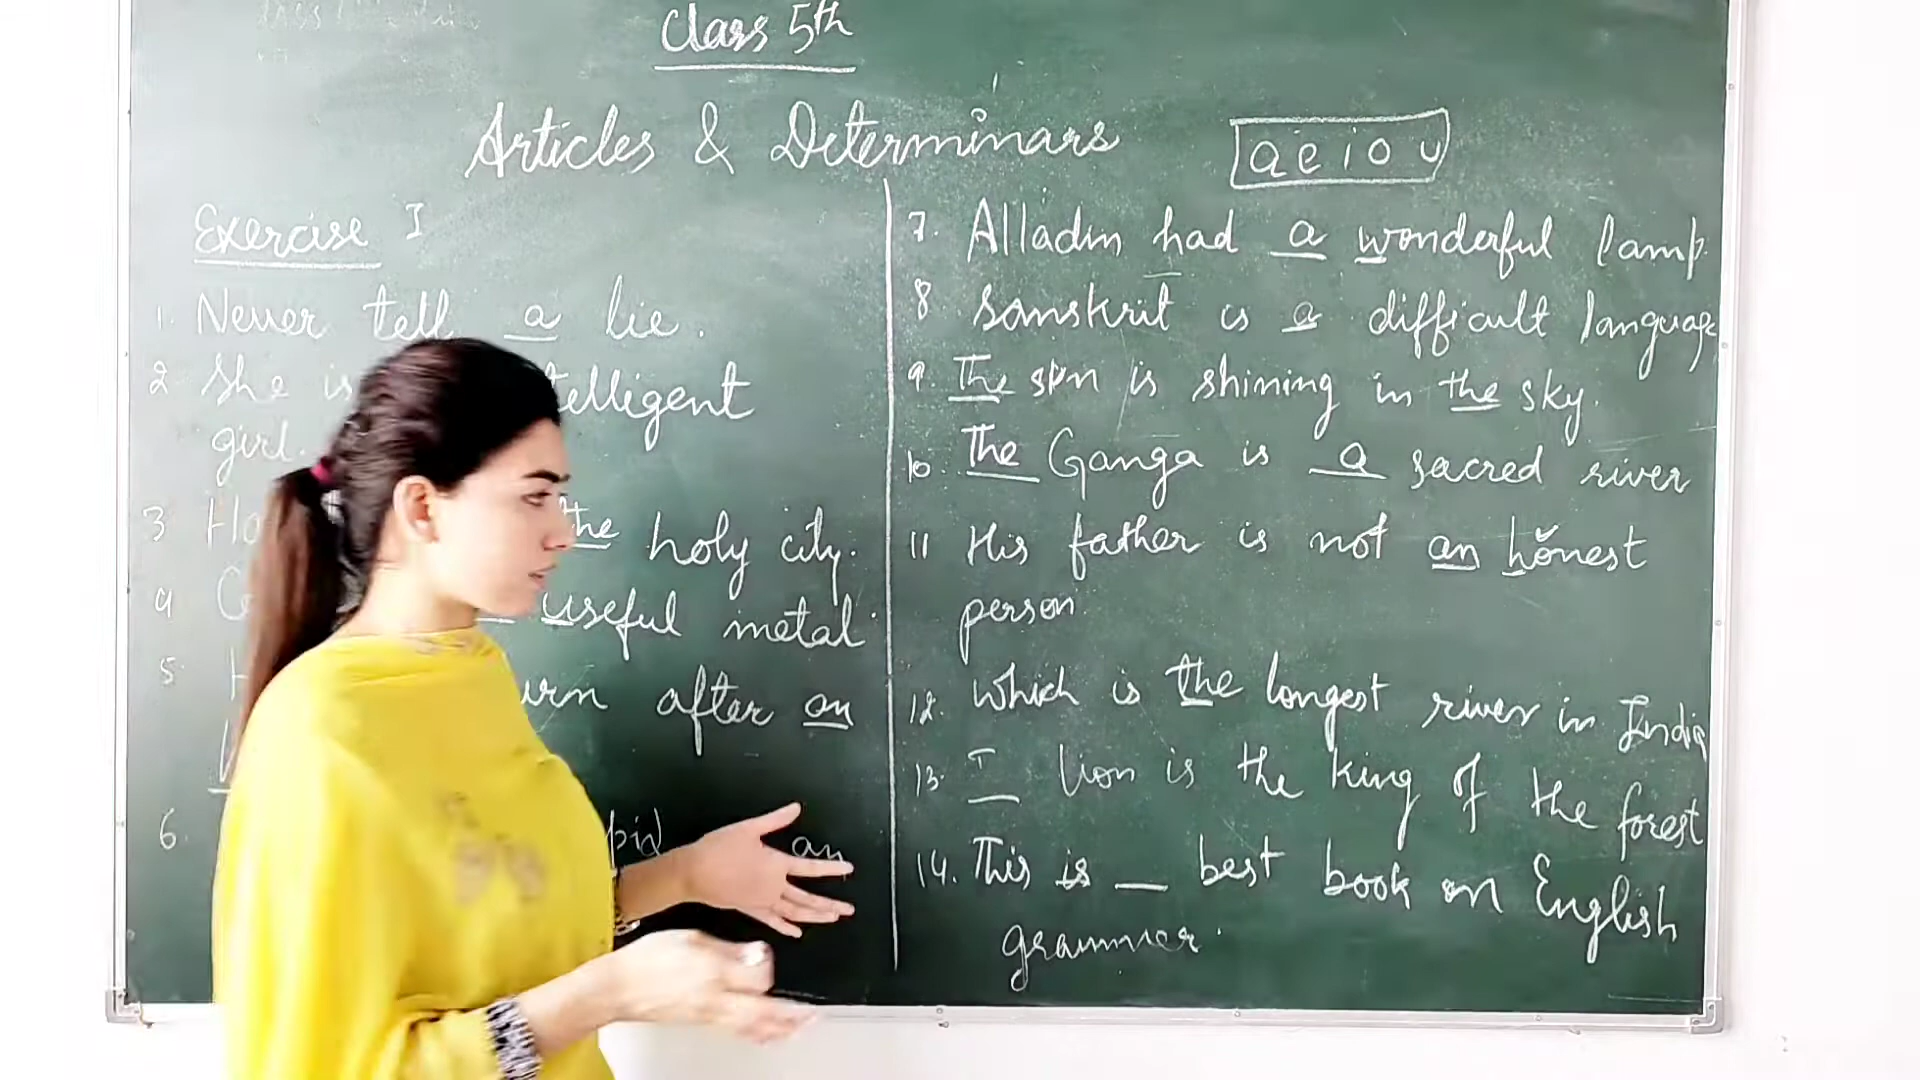 Class 5th
Articles & Determinars
a e i o u
Exercise I
1. Never tell a lie.
2 She is telligent
girl.
3 the holy city.
4 useful metal.
5. urn after an
6. an
7. Alladin had a wonderful lamp.
8 Sanskrit is a difficult language
9. The sun is shining in the sky.
10. The Ganga is a sacred river
11 His father is not an honest
person.
12. Which is the longest river in India
13. T lion is the king of the forest
14. This is __ best book on English
grammer.